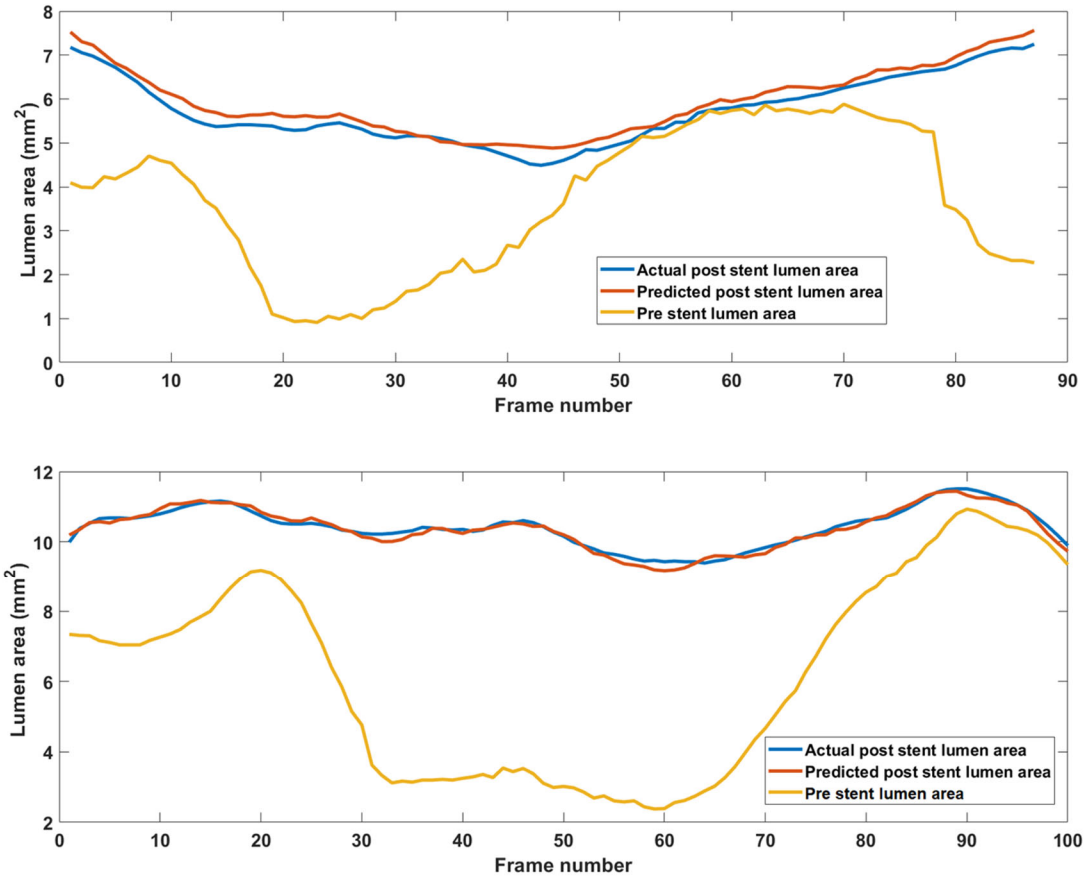 8
7
6
5
4
3
2
1
0
Lumen area (mm²)
Actual post stent lumen area
Predicted post stent lumen area
Pre stent lumen area
0 10 20 30 40 50 60 70 80 90
Frame number
12
10
8
6
4
2
Lumen area (mm²)
Actual post stent lumen area
Predicted post stent lumen area
Pre stent lumen area
0 10 20 30 40 50 60 70 80 90 100
Frame number